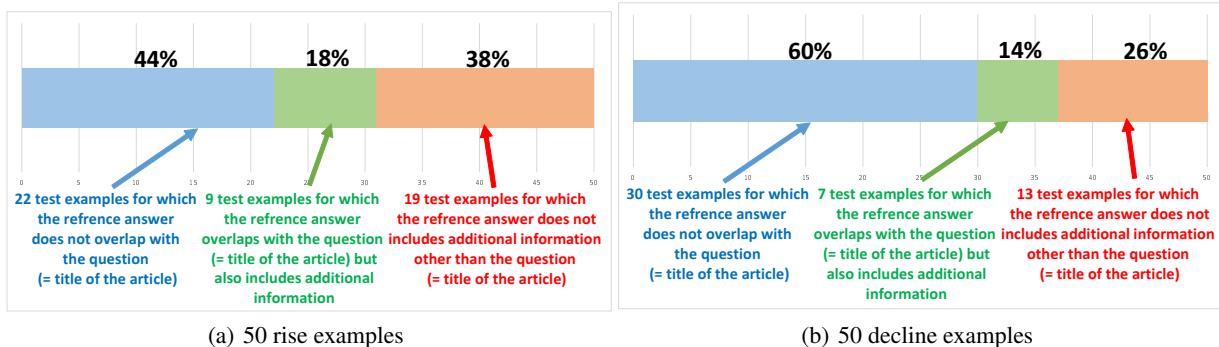 44%
18%
38%
0 5 10 15 20 25 30 35 40 45 50
22 test examples for which
the refrence answer
does not overlap with
the question
(= title of the article)
9 test examples for which
the refrence answer
overlaps with the question
(= title of the article) but
also includes additional
information
19 test examples for which
the refrence answer does not
includes additional information
other than the question
(= title of the article)
(a) 50 rise examples
60%
14%
26%
0 5 10 15 20 25 30 35 40 45 50
30 test examples for which
the refrence answer
does not overlap with
the question
(= title of the article)
7 test examples for which
the refrence answer
overlaps with the question
(= title of the article) but
also includes additional
information
13 test examples for which
the refrence answer does not
includes additional information
other than the question
(= title of the article)
(b) 50 decline examples